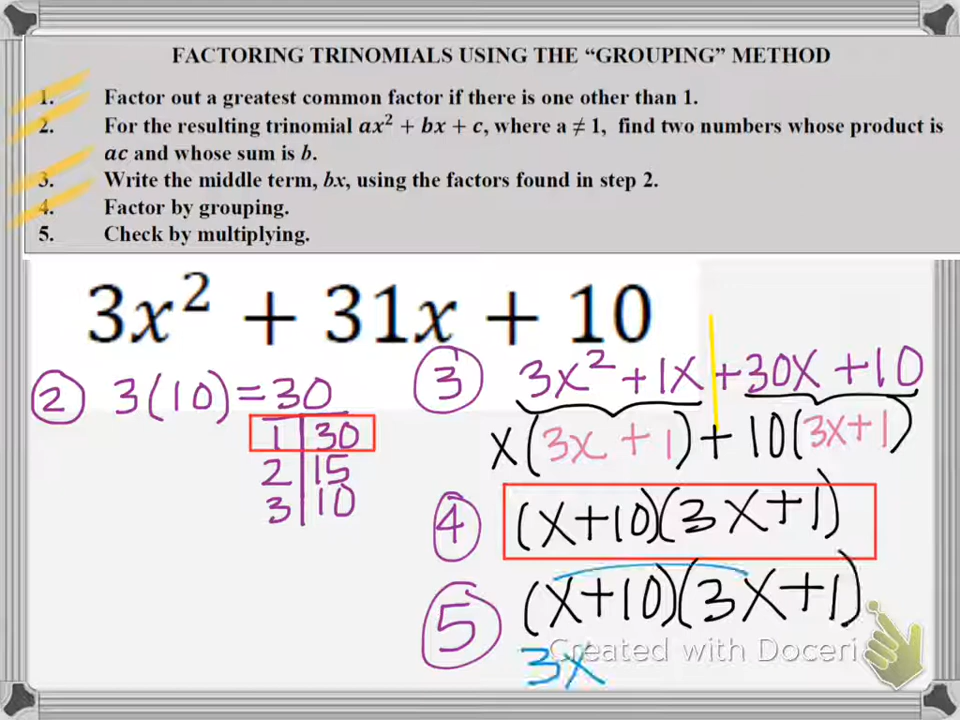 FACTORING TRINOMIALS USING THE “GROUPING” METHOD
1. Factor out a greatest common factor if there is one other than 1.
2. For the resulting trinomial ax² + bx + c, where a ≠ 1, find two numbers whose product is
ac and whose sum is b.
3. Write the middle term, bx, using the factors found in step 2.
4. Factor by grouping.
5. Check by multiplying.
3x² + 31x + 10
② 3(10)=30
1 | 30
2 | 15
3 | 10
③ 3x²+1x+30x+10
x(3x+1)+10(3x+1)
④ (x+10)(3x+1)
⑤ (x+10)(3x+1)
3x
Created with Doceri